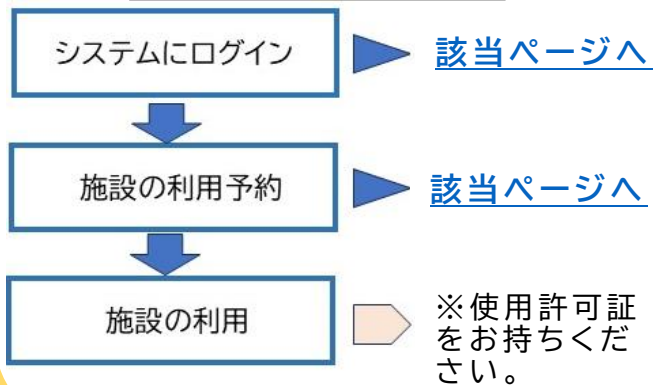 システムにログイン
該当ページへ
施設の利用予約
該当ページへ
施設の利用
※使用許可証
をお持ちくだ
さい。